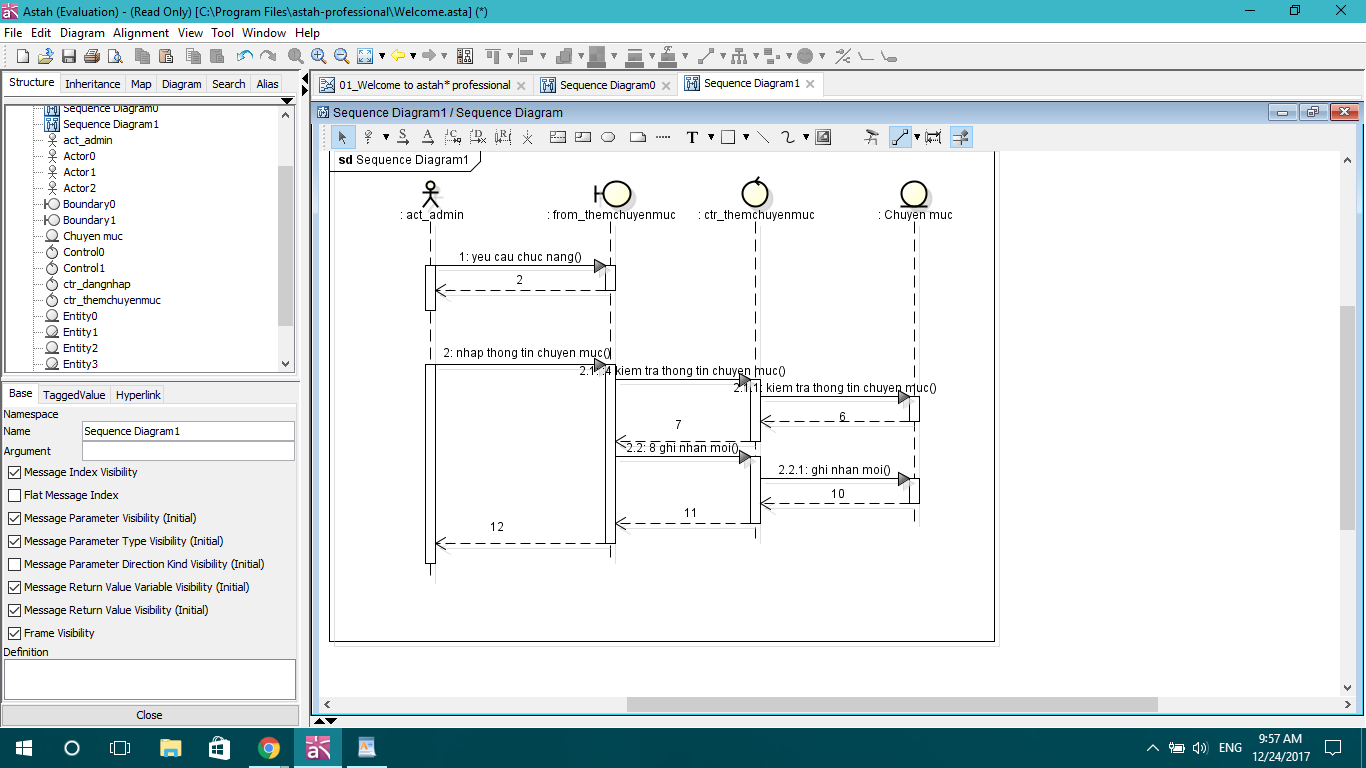 Astah (Evaluation) - (Read Only) [C:\Program Files\astah-professional\Welcome.asta] (*)
File Edit Diagram Alignment View Tool Window Help
Structure Inheritance Map Diagram Search Alias
01_Welcome to astah* professional Sequence Diagram0 Sequence Diagram1
Sequence Diagram0
Sequence Diagram1
act_admin
Actor0
Actor1
Actor2
Boundary0
Boundary1
Chuyen muc
Control0
Control1
ctr_dangnhap
ctr_themchuyenmuc
Entity0
Entity1
Entity2
Entity3
Base TaggedValue Hyperlink
Namespace
Name Sequence Diagram1
Argument
Message Index Visibility
Flat Message Index
Message Parameter Visibility (Initial)
Message Parameter Type Visibility (Initial)
Message Parameter Direction Kind Visibility (Initial)
Message Return Value Variable Visibility (Initial)
Message Return Value Visibility (Initial)
Frame Visibility
Definition
Close
Sequence Diagram1 / Sequence Diagram
T
sd Sequence Diagram1
: act_admin : from_themchuyenmuc : ctr_themchuyenmuc : Chuyen muc
1: yeu cau chuc nang()
2
2: nhap thong tin chuyen muc()
2.1: :4 kiem tra thong tin chuyen muc()
2.1.1: kiem tra thong tin chuyen muc()
6
7
2.2: 8 ghi nhan moi()
2.2.1: ghi nhan moi()
10
11
12
ENG
9:57 AM
12/24/2017